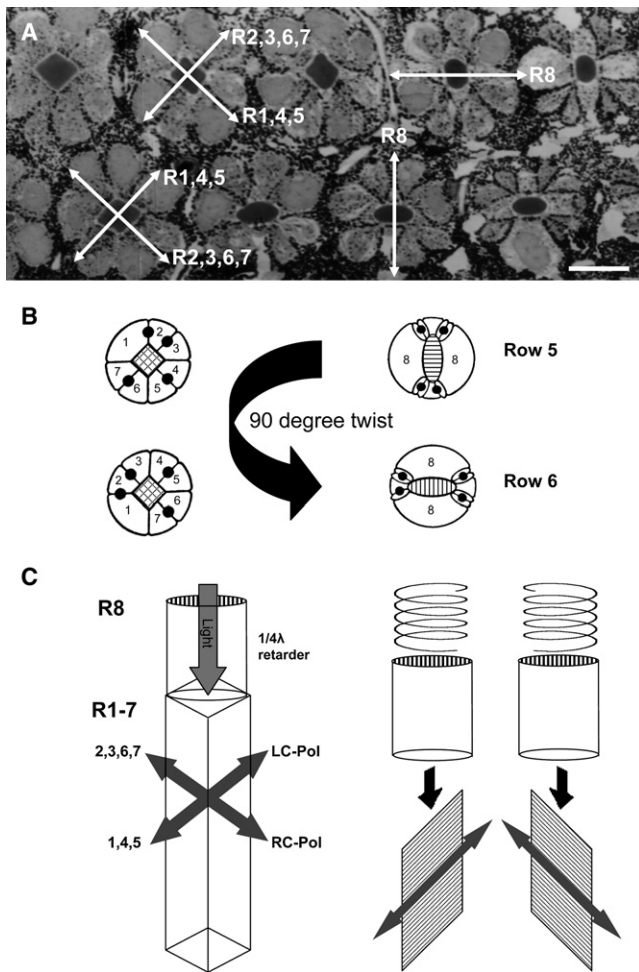 A
R2,3,6,7
R1,4,5
R8
R8
R1,4,5
R2,3,6,7
B
1
2
3
4
5
6
7
8
8
Row 5
90 degree twist
1
2
3
4
5
6
7
8
8
Row 6
C
R8
Light
1/4λ
retarder
R1-7
2,3,6,7
LC-Pol
1,4,5
RC-Pol